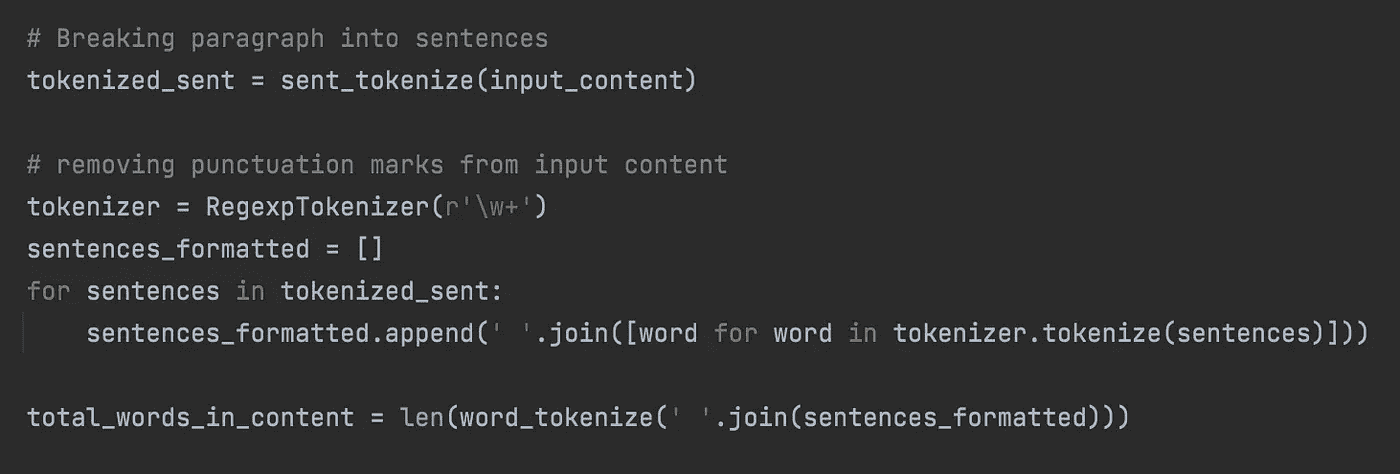 # Breaking paragraph into sentences
tokenized_sent = sent_tokenize(input_content)

# removing punctuation marks from input content
tokenizer = RegexpTokenizer(r'\w+')
sentences_formatted = []
for sentences in tokenized_sent:
    sentences_formatted.append(' '.join([word for word in tokenizer.tokenize(sentences)]))

total_words_in_content = len(word_tokenize(' '.join(sentences_formatted)))